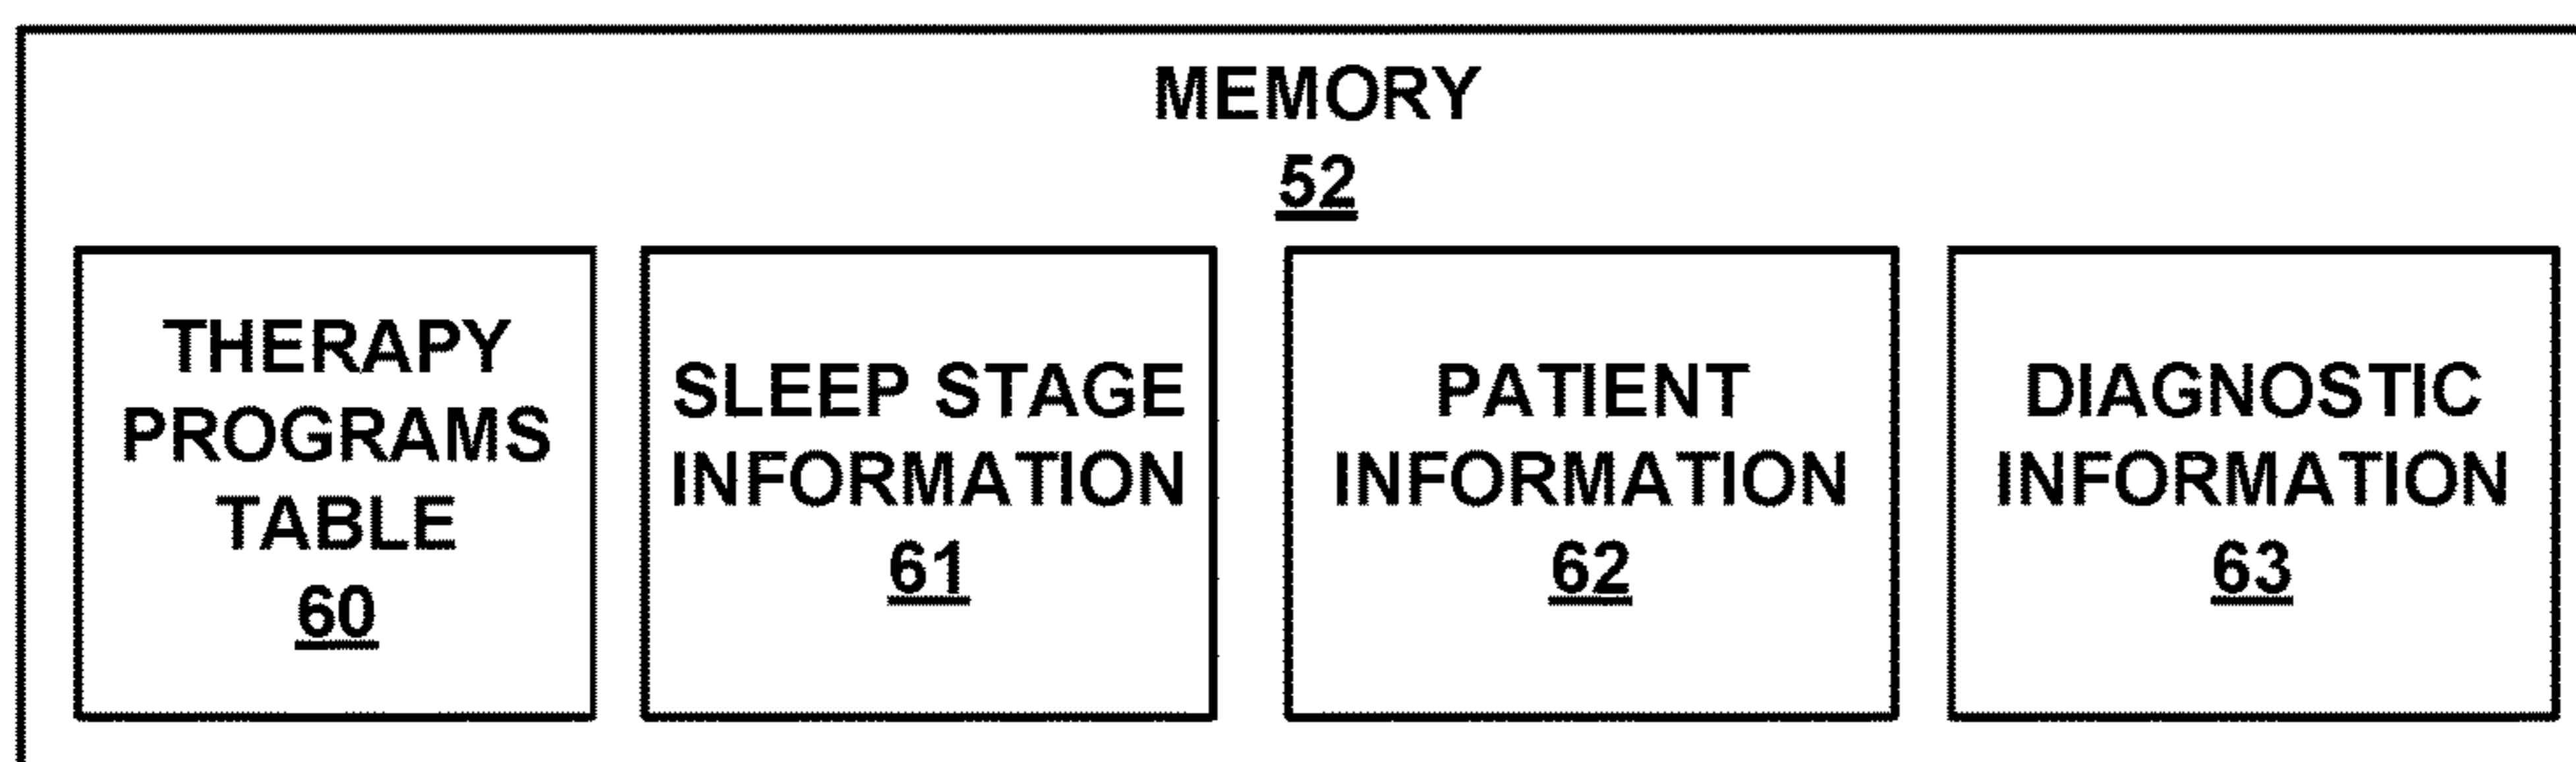 MEMORY
52
THERAPY
PROGRAMS
TABLE
60
SLEEP STAGE
INFORMATION
61
PATIENT
INFORMATION
62
DIAGNOSTIC
INFORMATION
63